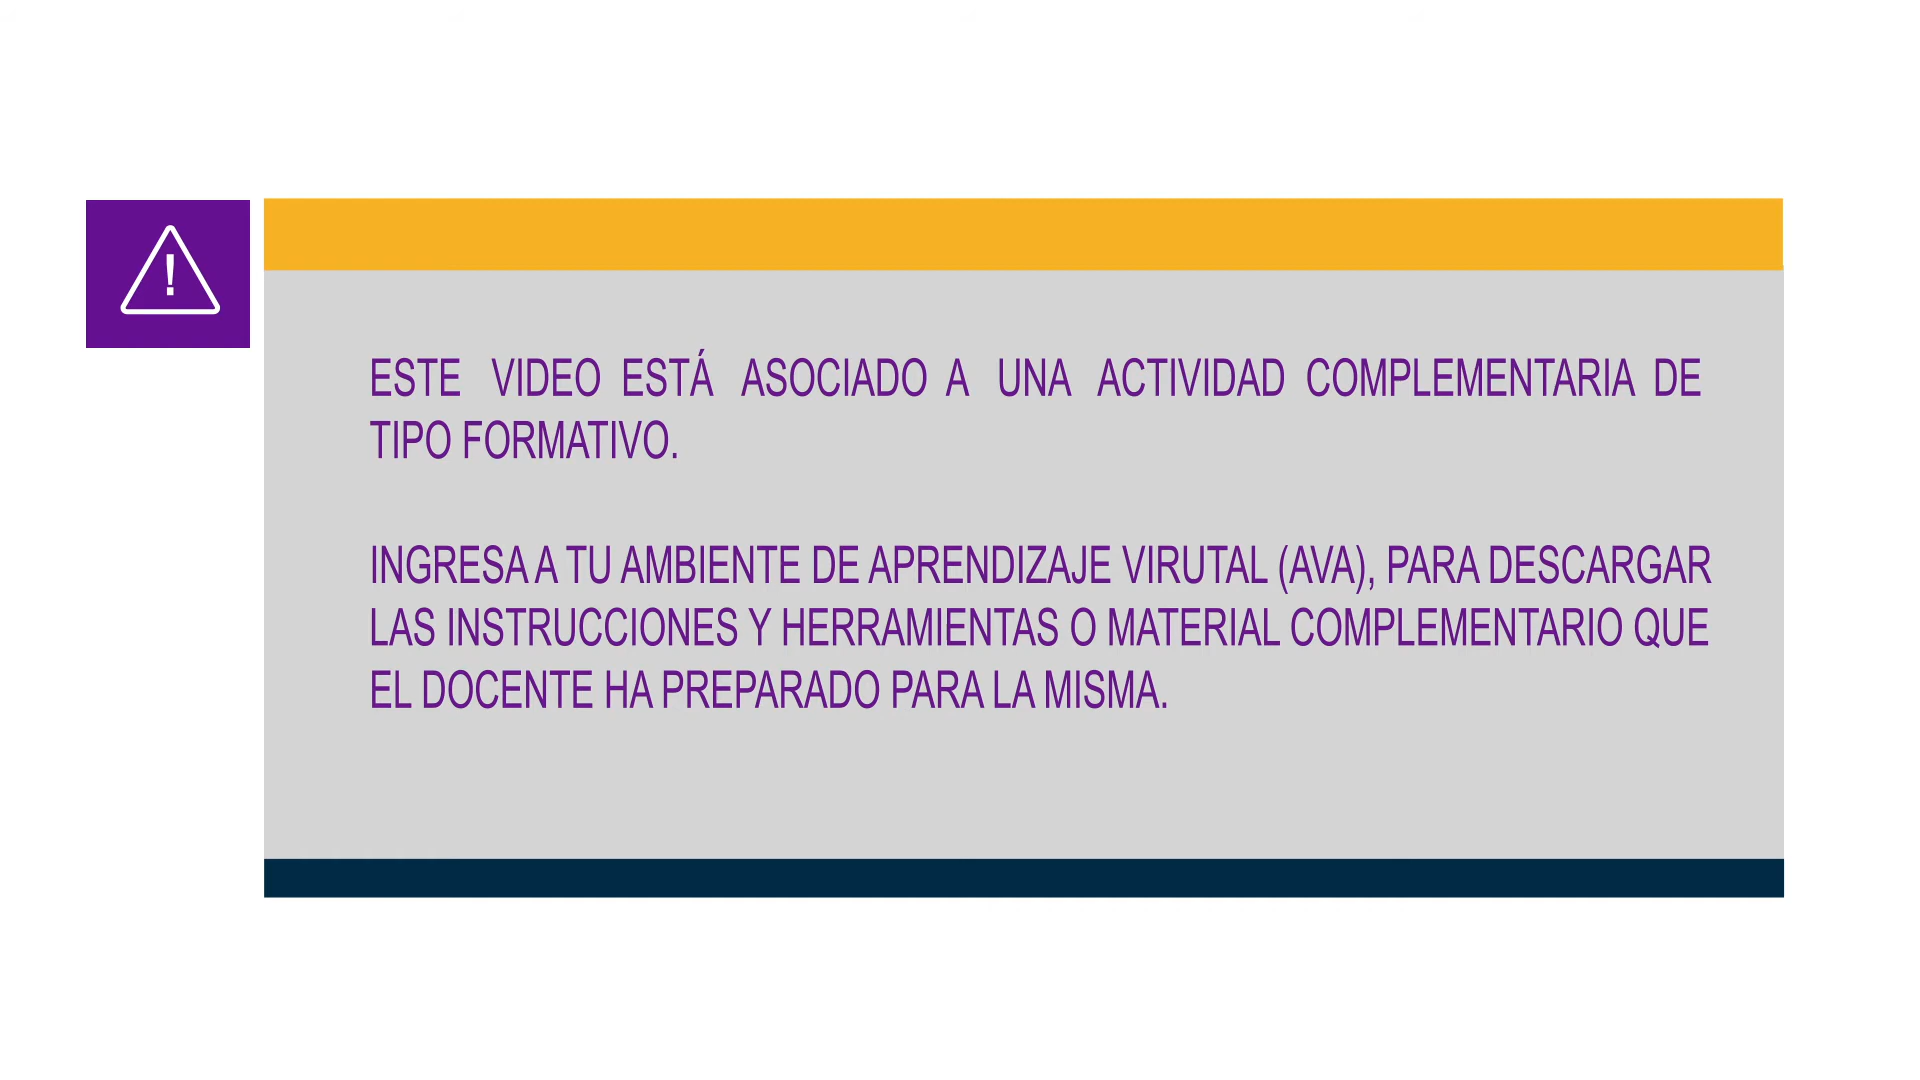 ESTE VIDEO ESTÁ ASOCIADO A UNA ACTIVIDAD COMPLEMENTARIA DE
TIPO FORMATIVO.
INGRESA A TU AMBIENTE DE APRENDIZAJE VIRUTAL (AVA), PARA DESCARGAR
LAS INSTRUCCIONES Y HERRAMIENTAS O MATERIAL COMPLEMENTARIO QUE
EL DOCENTE HA PREPARADO PARA LA MISMA.